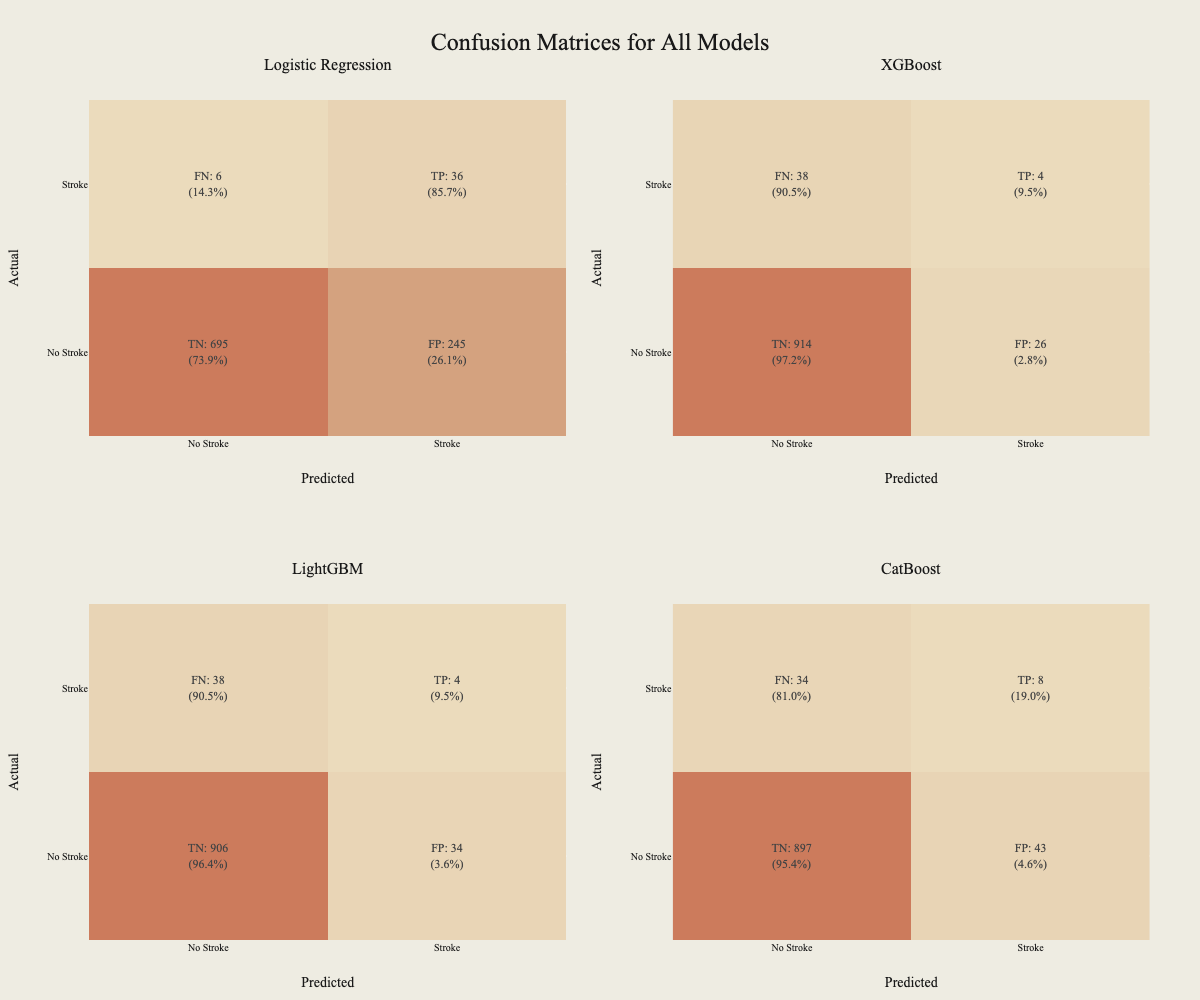 Confusion Matrices for All Models
Logistic Regression
Stroke
FN: 6
(14.3%)
TP: 36
(85.7%)
Actual
No Stroke
TN: 695
(73.9%)
FP: 245
(26.1%)
No Stroke
Stroke
Predicted
XGBoost
Stroke
FN: 38
(90.5%)
TP: 4
(9.5%)
Actual
No Stroke
TN: 914
(97.2%)
FP: 26
(2.8%)
No Stroke
Stroke
Predicted
LightGBM
Stroke
FN: 38
(90.5%)
TP: 4
(9.5%)
Actual
No Stroke
TN: 906
(96.4%)
FP: 34
(3.6%)
No Stroke
Stroke
Predicted
CatBoost
Stroke
FN: 34
(81.0%)
TP: 8
(19.0%)
Actual
No Stroke
TN: 897
(95.4%)
FP: 43
(4.6%)
No Stroke
Stroke
Predicted